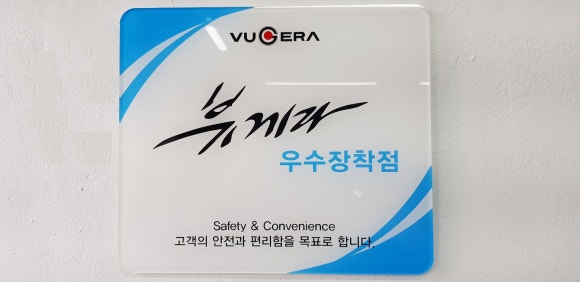 VUGERA
뷰게라
우수장착점
Safety & Convenience
고객의 안전과 편리함을 목표로 합니다.